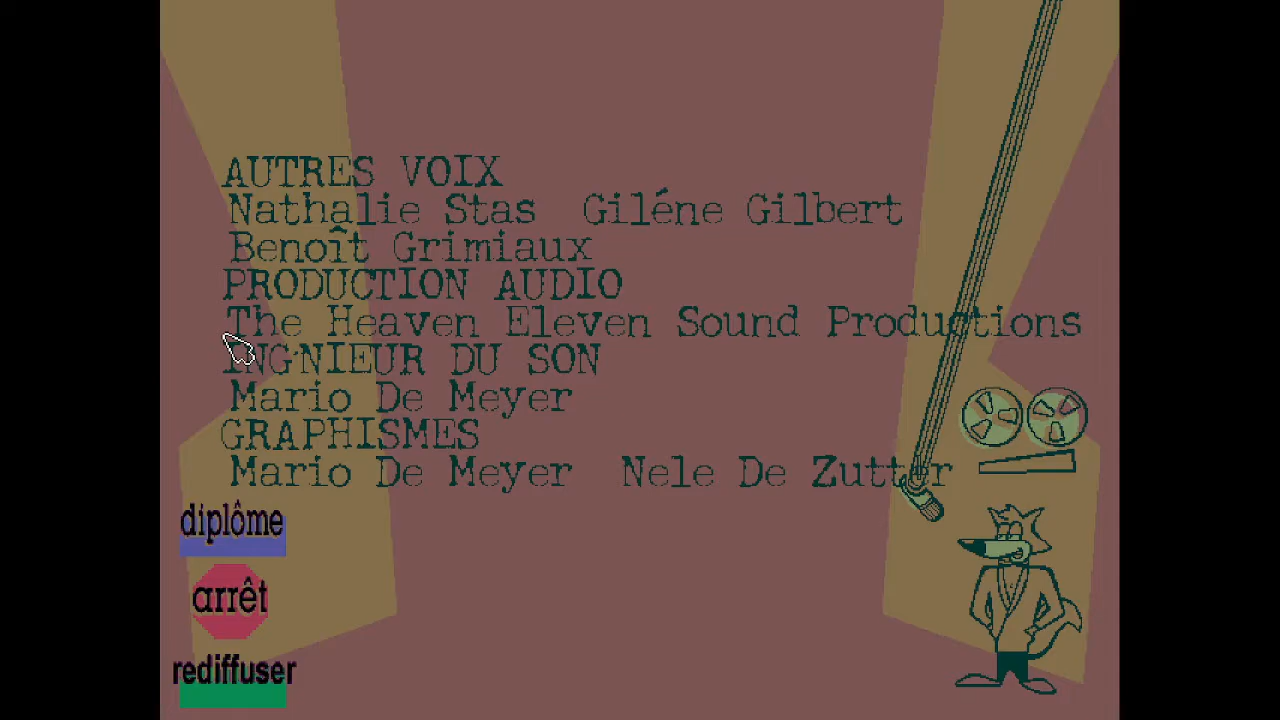 AUTRES VOIX
Nathalie Stas Giléne Gilbert
Benoît Grimiaux
PRODUCTION AUDIO
The Heaven Eleven Sound Productions
INGNIEUR DU SON
Mario De Meyer
GRAPHISMES
Mario De Meyer Nele De Zutter
diplôme
arrêt
rediffuser